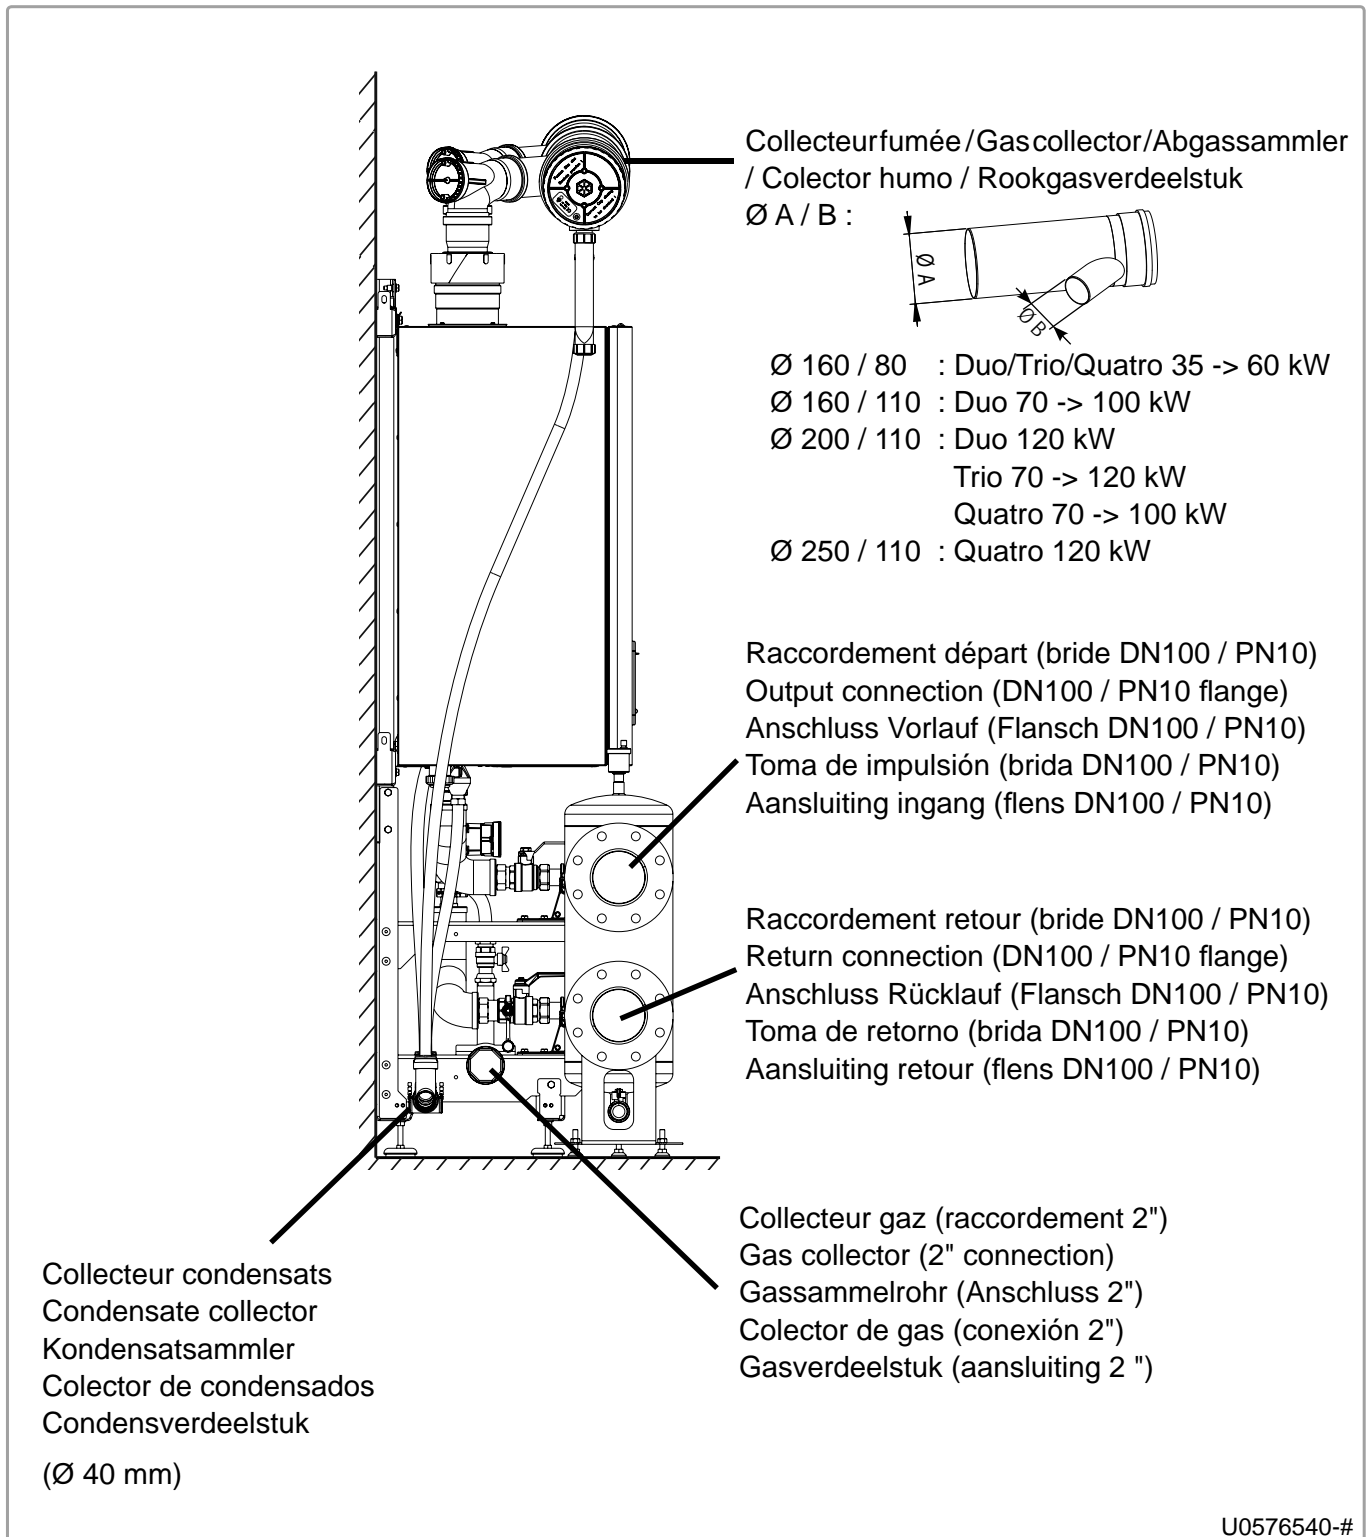 Collecteur fumée / Gas collector / Abgassammler
/ Colector humo / Rookgasverdeelstuk
Ø A / B :
Ø A
Ø B
Ø 160 / 80 : Duo/Trio/Quatro 35 -> 60 kW
Ø 160 / 110 : Duo 70 -> 100 kW
Ø 200 / 110 : Duo 120 kW
Trio 70 -> 120 kW
Quatro 70 -> 100 kW
Ø 250 / 110 : Quatro 120 kW
Raccordement départ (bride DN100 / PN10)
Output connection (DN100 / PN10 flange)
Anschluss Vorlauf (Flansch DN100 / PN10)
Toma de impulsión (brida DN100 / PN10)
Aansluiting ingang (flens DN100 / PN10)
Raccordement retour (bride DN100 / PN10)
Return connection (DN100 / PN10 flange)
Anschluss Rücklauf (Flansch DN100 / PN10)
Toma de retorno (brida DN100 / PN10)
Aansluiting retour (flens DN100 / PN10)
Collecteur gaz (raccordement 2")
Gas collector (2" connection)
Gassammelrohr (Anschluss 2")
Colector de gas (conexión 2")
Gasverdeelstuk (aansluiting 2 ")
Collecteur condensats
Condensate collector
Kondensatsammler
Colector de condensados
Condensverdeelstuk
(Ø 40 mm)
U0576540-#